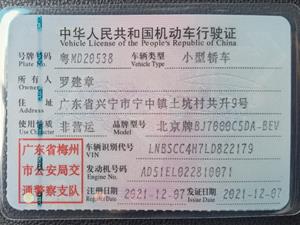 中华人民共和国机动车行驶证
Vehicle License of the People's Republic of China
号牌号码 粤MD20538 车辆类型 小型轿车
Plate No. Vehicle Type
所有人 罗建章
Owner
住址 广东省兴宁市宁中镇土坑村共升9号
Address
使用性质 非营运 品牌型号 北京牌BJ7000C5DA-BEV
Use Character Model
广东省梅州
市公安局交
通警察支队
车辆识别代号 LNBSCC4H7LD822179
VIN
发动机号码 AD51EL022810071
Engine No.
注册日期 2021-12-07 发证日期 2021-12-07
Register Date Issue Date